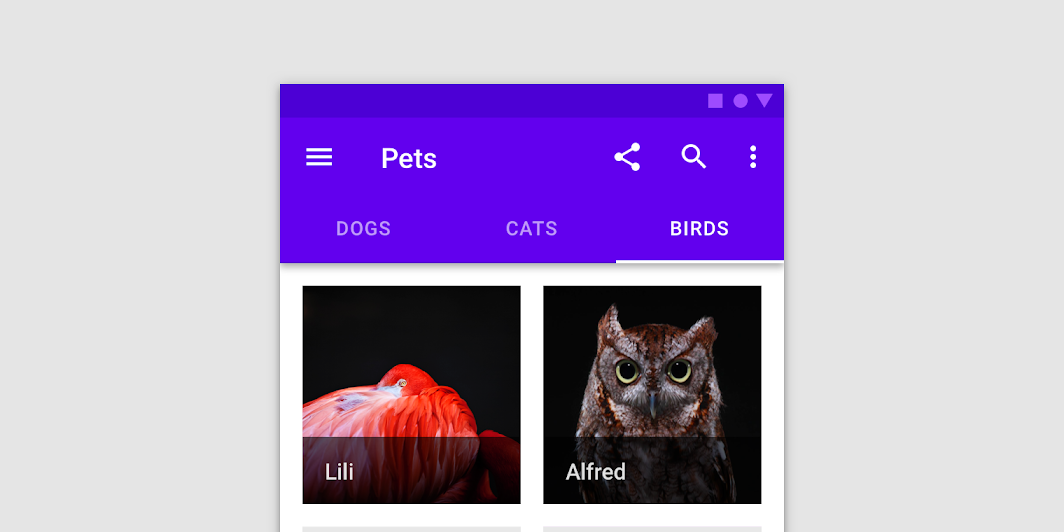 Pets
DOGS CATS BIRDS
Lili
Alfred